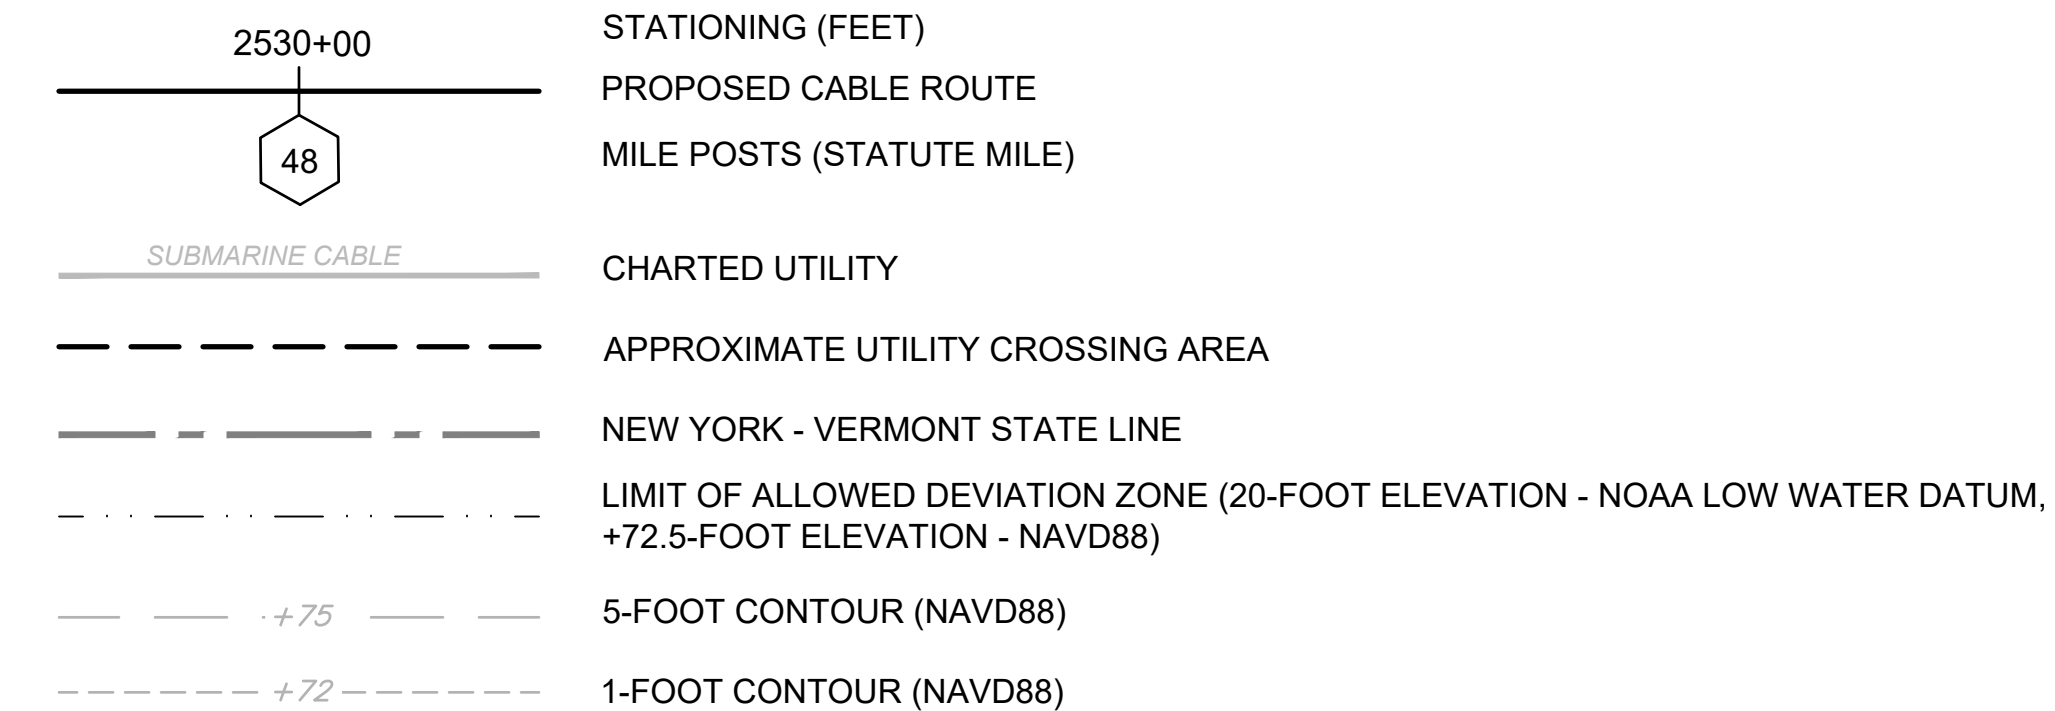 2530+00
STATIONING (FEET)
PROPOSED CABLE ROUTE
48
MILE POSTS (STATUTE MILE)
SUBMARINE CABLE
CHARTED UTILITY
APPROXIMATE UTILITY CROSSING AREA
NEW YORK - VERMONT STATE LINE
LIMIT OF ALLOWED DEVIATION ZONE (20-FOOT ELEVATION - NOAA LOW WATER DATUM,
+72.5-FOOT ELEVATION - NAVD88)
+75
5-FOOT CONTOUR (NAVD88)
+72
1-FOOT CONTOUR (NAVD88)